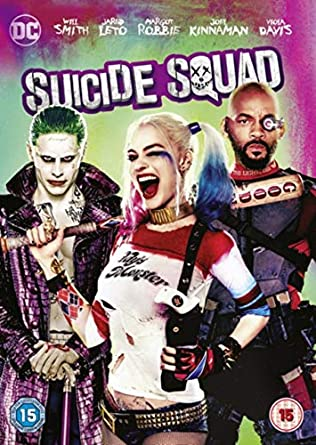 DC
WILL JARED MARGOT JOEL VIOLA
SMITH LETO ROBBIE KINNAMAN DAVIS
SUICIDE SQUAD
Daddy's
Lil
Monster
15
15